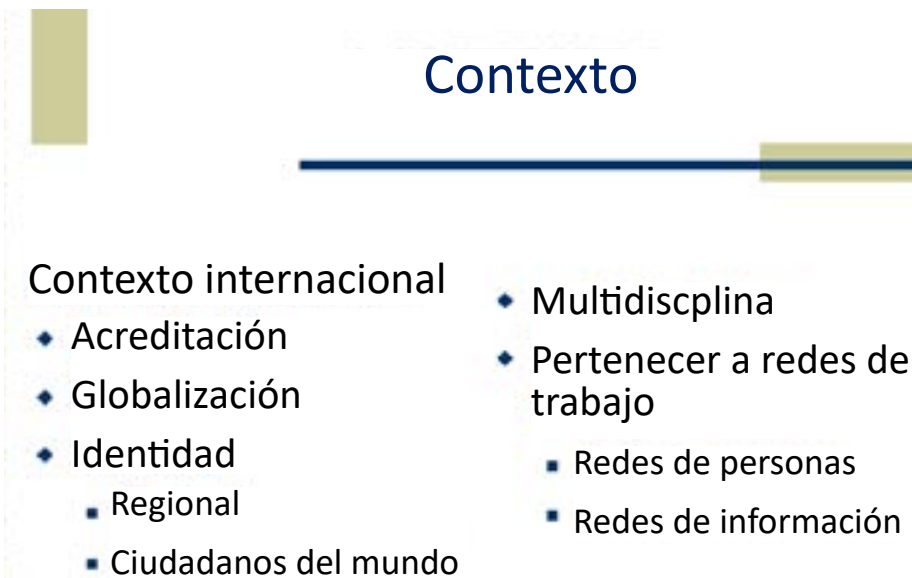 Contexto
Contexto internacional
Acreditación
Globalización
Identidad
Regional
Ciudadanos del mundo
Multidiscplina
Pertenecer a redes de
trabajo
Redes de personas
Redes de información